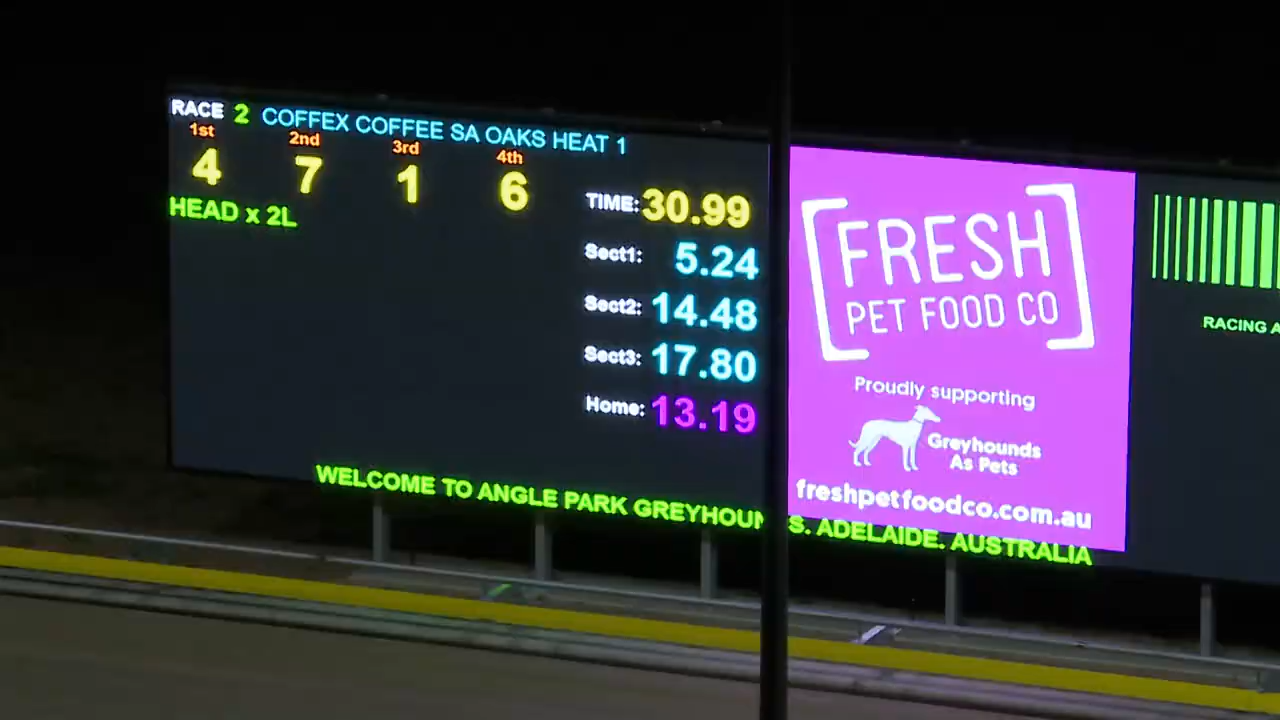 RACE 2 COFFEX COFFEE SA OAKS HEAT 1
1st 2nd 3rd 4th
4 7 1 6
HEAD x 2L
TIME: 30.99
Sect1: 5.24
Sect2: 14.48
Sect3: 17.80
Home: 13.19
WELCOME TO ANGLE PARK GREYHOUN S. ADELAIDE. AUSTRALIA
FRESH
PET FOOD CO
Proudly supporting
Greyhounds
As Pets
freshpetfoodco.com.au
RACING A